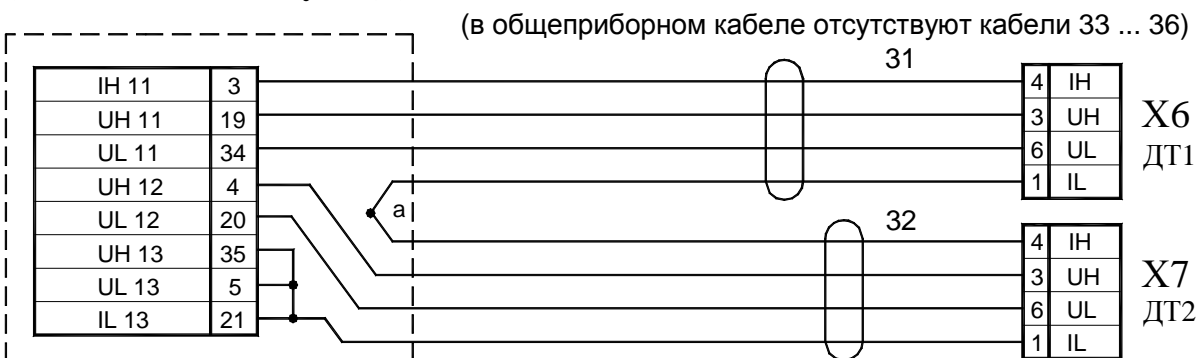 (в общеприборном кабеле отсутствуют кабели 33 ... 36)
31
IH 11 3
UH 11 19
UL 11 34
UH 12 4
UL 12 20
UH 13 35
UL 13 5
IL 13 21
a
4 IH
3 UH
6 UL
1 IL
X6
ДТ1
32
4 IH
3 UH
6 UL
1 IL
X7
ДТ2